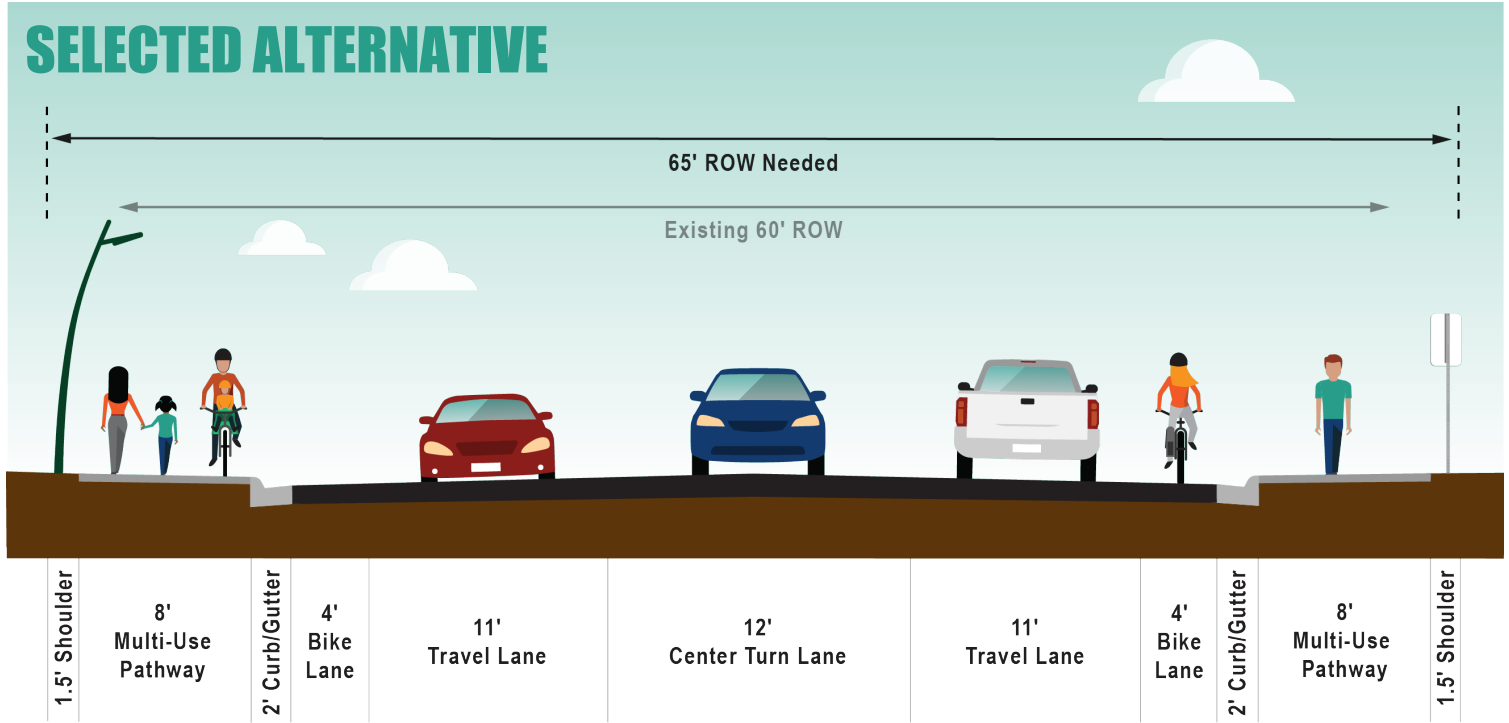 SELECTED ALTERNATIVE
65' ROW Needed
Existing 60' ROW
1.5' Shoulder
8'
Multi-Use
Pathway
2' Curb/Gutter
4'
Bike
Lane
11'
Travel Lane
12'
Center Turn Lane
11'
Travel Lane
4'
Bike
Lane
2' Curb/Gutter
8'
Multi-Use
Pathway
1.5' Shoulder